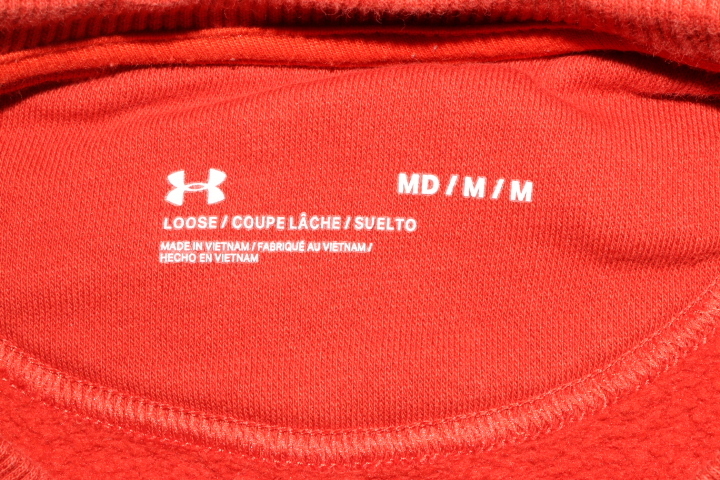 MD / M / M
LOOSE / COUPE LÂCHE / SUELTO
MADE IN VIETNAM / FABRIQUÉ AU VIETNAM /
HECHO EN VIETNAM